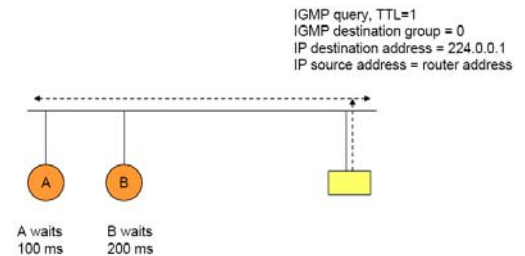 IGMP query, TTL=1
IGMP destination group = 0
IP destination address = 224.0.0.1
IP source address = router address
A
B
A waits
100 ms
B waits
200 ms